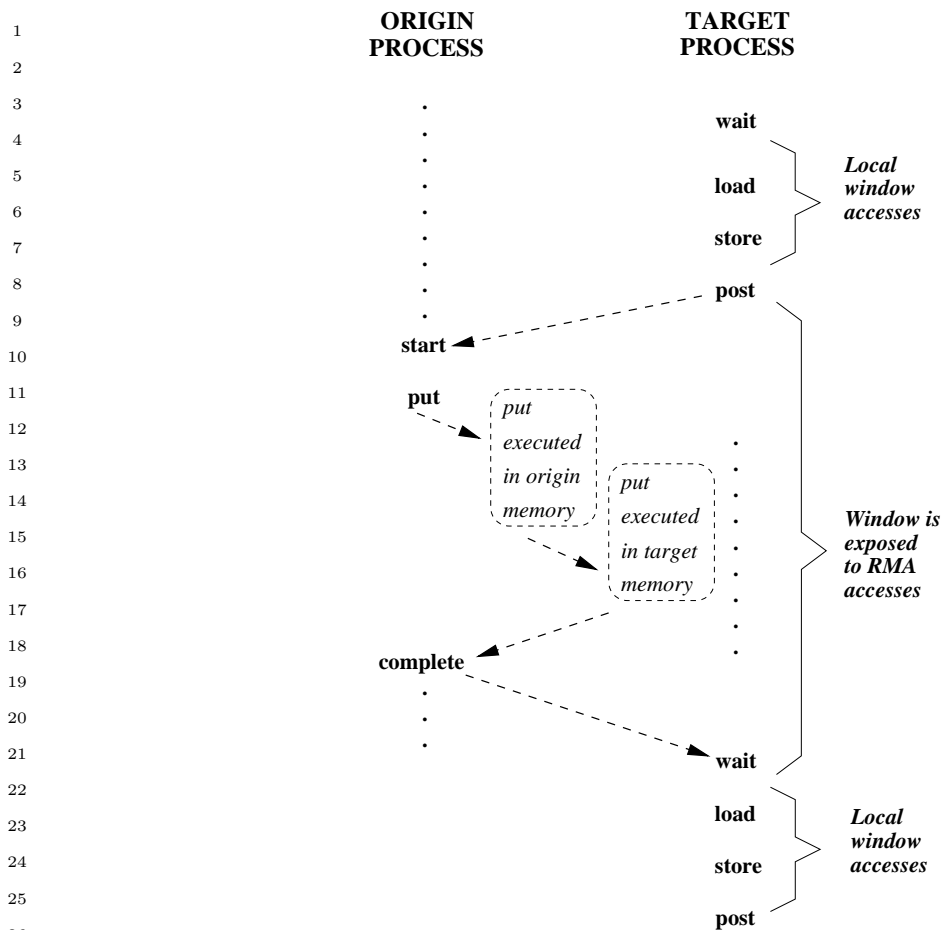 1
2
3
4
5
6
7
8
9
10
11
12
13
14
15
16
17
18
19
20
21
22
23
24
25
ORIGIN
PROCESS
TARGET
PROCESS
wait
load
store
Local
window
accesses
post
start
put
put
executed
in origin
memory
put
executed
in target
memory
Window is
exposed
to RMA
accesses
complete
wait
load
store
Local
window
accesses
post